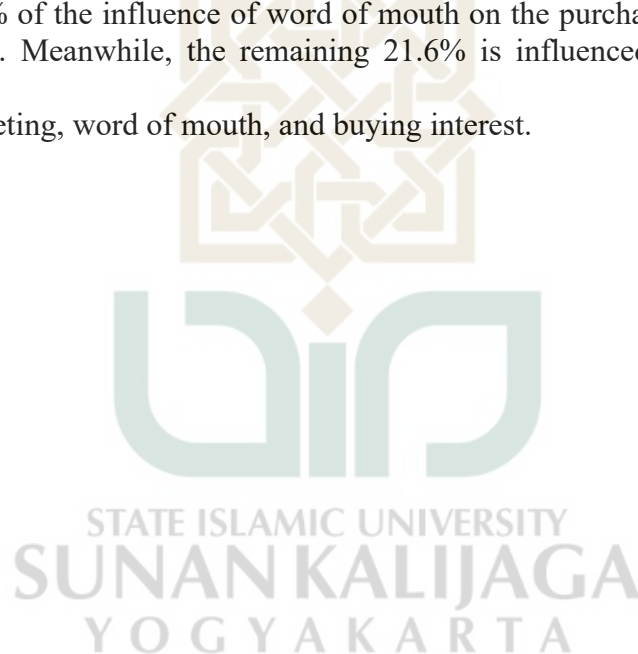 % of the influence of word of mouth on the purcha
. Meanwhile, the remaining 21.6% is influenced
eting, word of mouth, and buying interest.
STATE ISLAMIC UNIVERSITY
SUNAN KALIJAGA
YOGYAKARTA